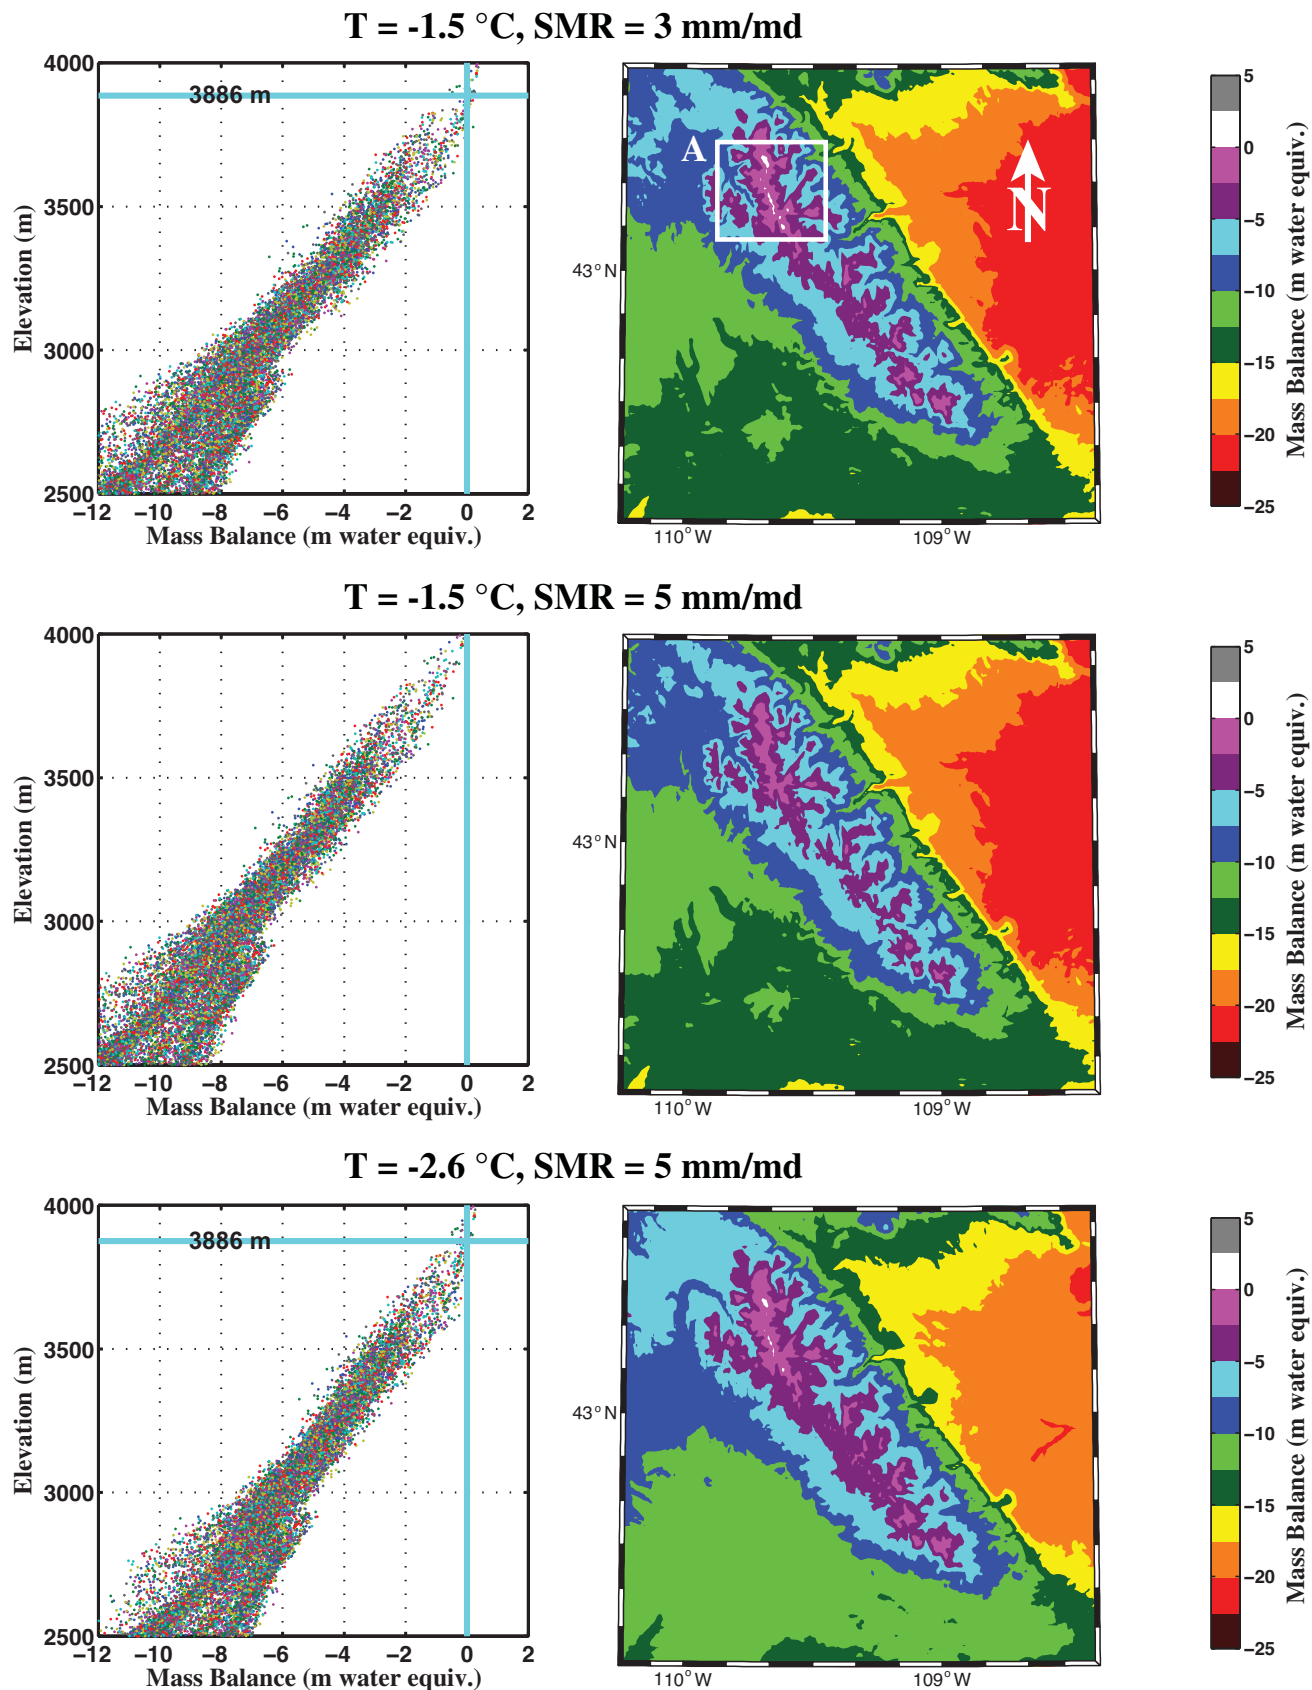 T = -1.5 °C, SMR = 3 mm/md
4000
3886 m
3500
3000
2500
Elevation (m)
−12 −10 −8 −6 −4 −2 0 2
Mass Balance (m water equiv.)
A
N
43°N
110°W 109°W
5
0
−5
−10
−15
−20
−25
Mass Balance (m water equiv.)
T = -1.5 °C, SMR = 5 mm/md
4000
3500
3000
2500
Elevation (m)
−12 −10 −8 −6 −4 −2 0 2
Mass Balance (m water equiv.)
43°N
110°W 109°W
5
0
−5
−10
−15
−20
−25
Mass Balance (m water equiv.)
T = -2.6 °C, SMR = 5 mm/md
4000
3886 m
3500
3000
2500
Elevation (m)
−12 −10 −8 −6 −4 −2 0 2
Mass Balance (m water equiv.)
43°N
110°W 109°W
5
0
−5
−10
−15
−20
−25
Mass Balance (m water equiv.)